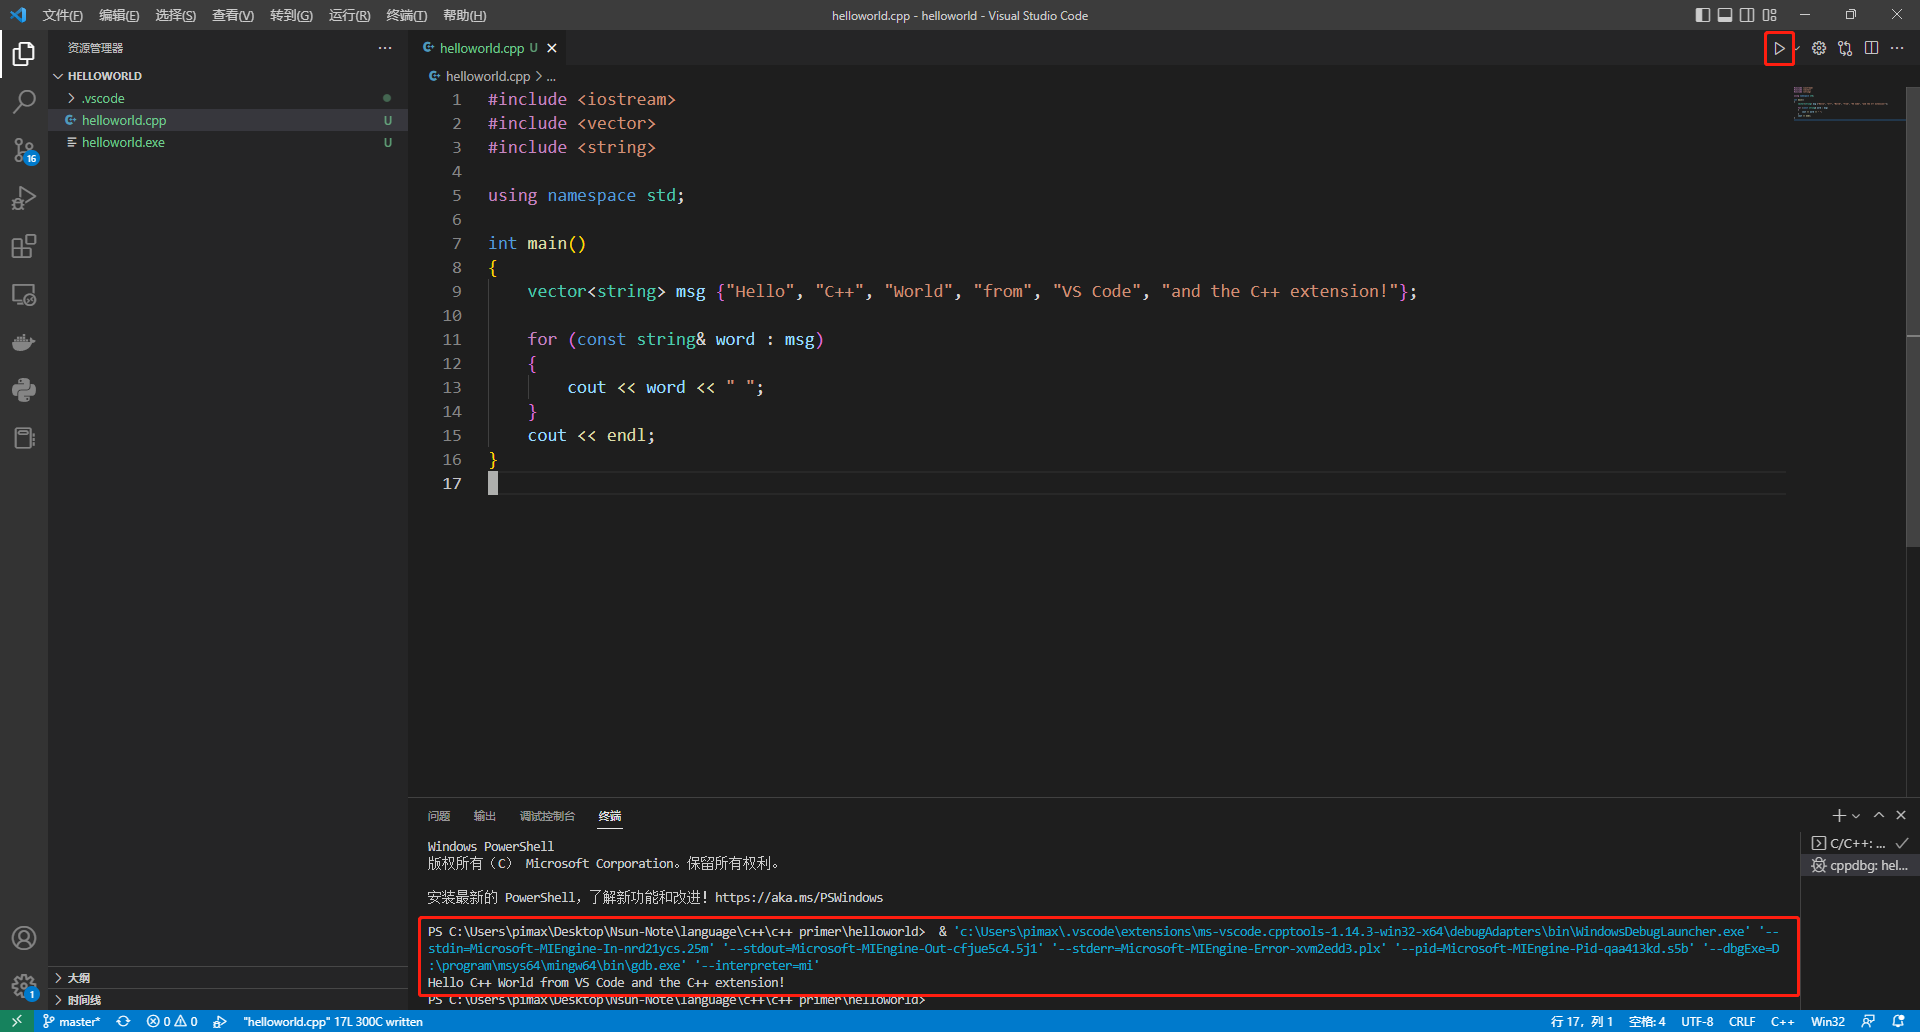 文件(F) 编辑(E) 选择(S) 查看(V) 转到(G) 运行(R) 终端(T) 帮助(H)
helloworld.cpp - helloworld - Visual Studio Code
资源管理器
HELLOWORLD
.vscode
helloworld.cpp U
helloworld.exe U
16
helloworld.cpp U
helloworld.cpp > ...
1 #include <iostream>
2 #include <vector>
3 #include <string>
4
5 using namespace std;
6
7 int main()
8 {
9 vector<string> msg {"Hello", "C++", "World", "from", "VS Code", "and the C++ extension!"};
10
11 for (const string& word : msg)
12 {
13 cout << word << " ";
14 }
15 cout << endl;
16 }
17
问题 输出 调试控制台 终端
Windows PowerShell
版权所有（C） Microsoft Corporation。保留所有权利。
安装最新的 PowerShell，了解新功能和改进！https://aka.ms/PSWindows
PS C:\Users\pimax\Desktop\Nsun-Note\language\c++\c++ primer\helloworld>  & 'c:\Users\pimax\.vscode\extensions\ms-vscode.cpptools-1.14.3-win32-x64\debugAdapters\bin\WindowsDebugLauncher.exe' '--
stdin=Microsoft-MIEngine-In-nrd21ycs.25m' '--stdout=Microsoft-MIEngine-Out-cfjue5c4.5j1' '--stderr=Microsoft-MIEngine-Error-xvm2edd3.plx' '--pid=Microsoft-MIEngine-Pid-qaa413kd.s5b' '--dbgExe=D
:\program\msys64\mingw64\bin\gdb.exe' '--interpreter=mi'
Hello C++ World from VS Code and the C++ extension!
PS C:\Users\pimax\Desktop\Nsun-Note\language\c++\c++ primer\helloworld>
C/C++: ...
cppdbg: hel...
大纲
时间线
1
master* 0 0 "helloworld.cpp" 17L 300C written
行 17，列 1 空格: 4 UTF-8 CRLF C++ Win32